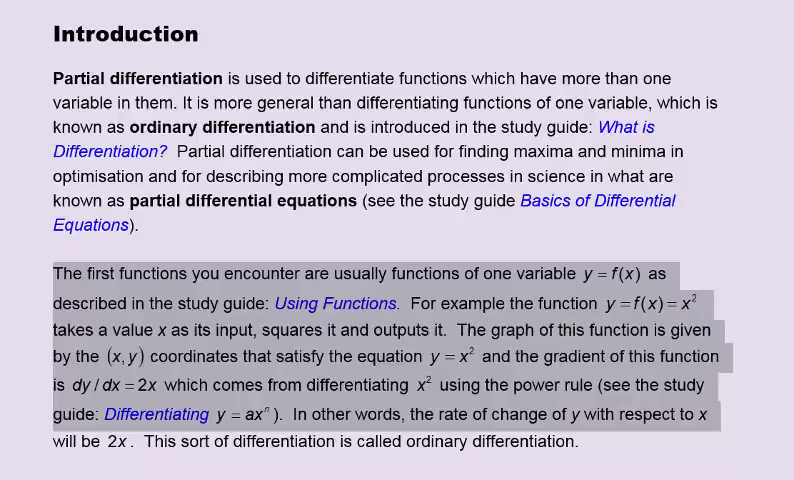 Introduction
Partial differentiation is used to differentiate functions which have more than one
variable in them. It is more general than differentiating functions of one variable, which is
known as ordinary differentiation and is introduced in the study guide: What is
Differentiation? Partial differentiation can be used for finding maxima and minima in
optimisation and for describing more complicated processes in science in what are
known as partial differential equations (see the study guide Basics of Differential
Equations).
The first functions you encounter are usually functions of one variable y = f(x) as
described in the study guide: Using Functions. For example the function y = f(x) = x²
takes a value x as its input, squares it and outputs it. The graph of this function is given
by the (x, y) coordinates that satisfy the equation y = x² and the gradient of this function
is dy / dx = 2x which comes from differentiating x² using the power rule (see the study
guide: Differentiating y = axⁿ ). In other words, the rate of change of y with respect to x
will be 2x . This sort of differentiation is called ordinary differentiation.